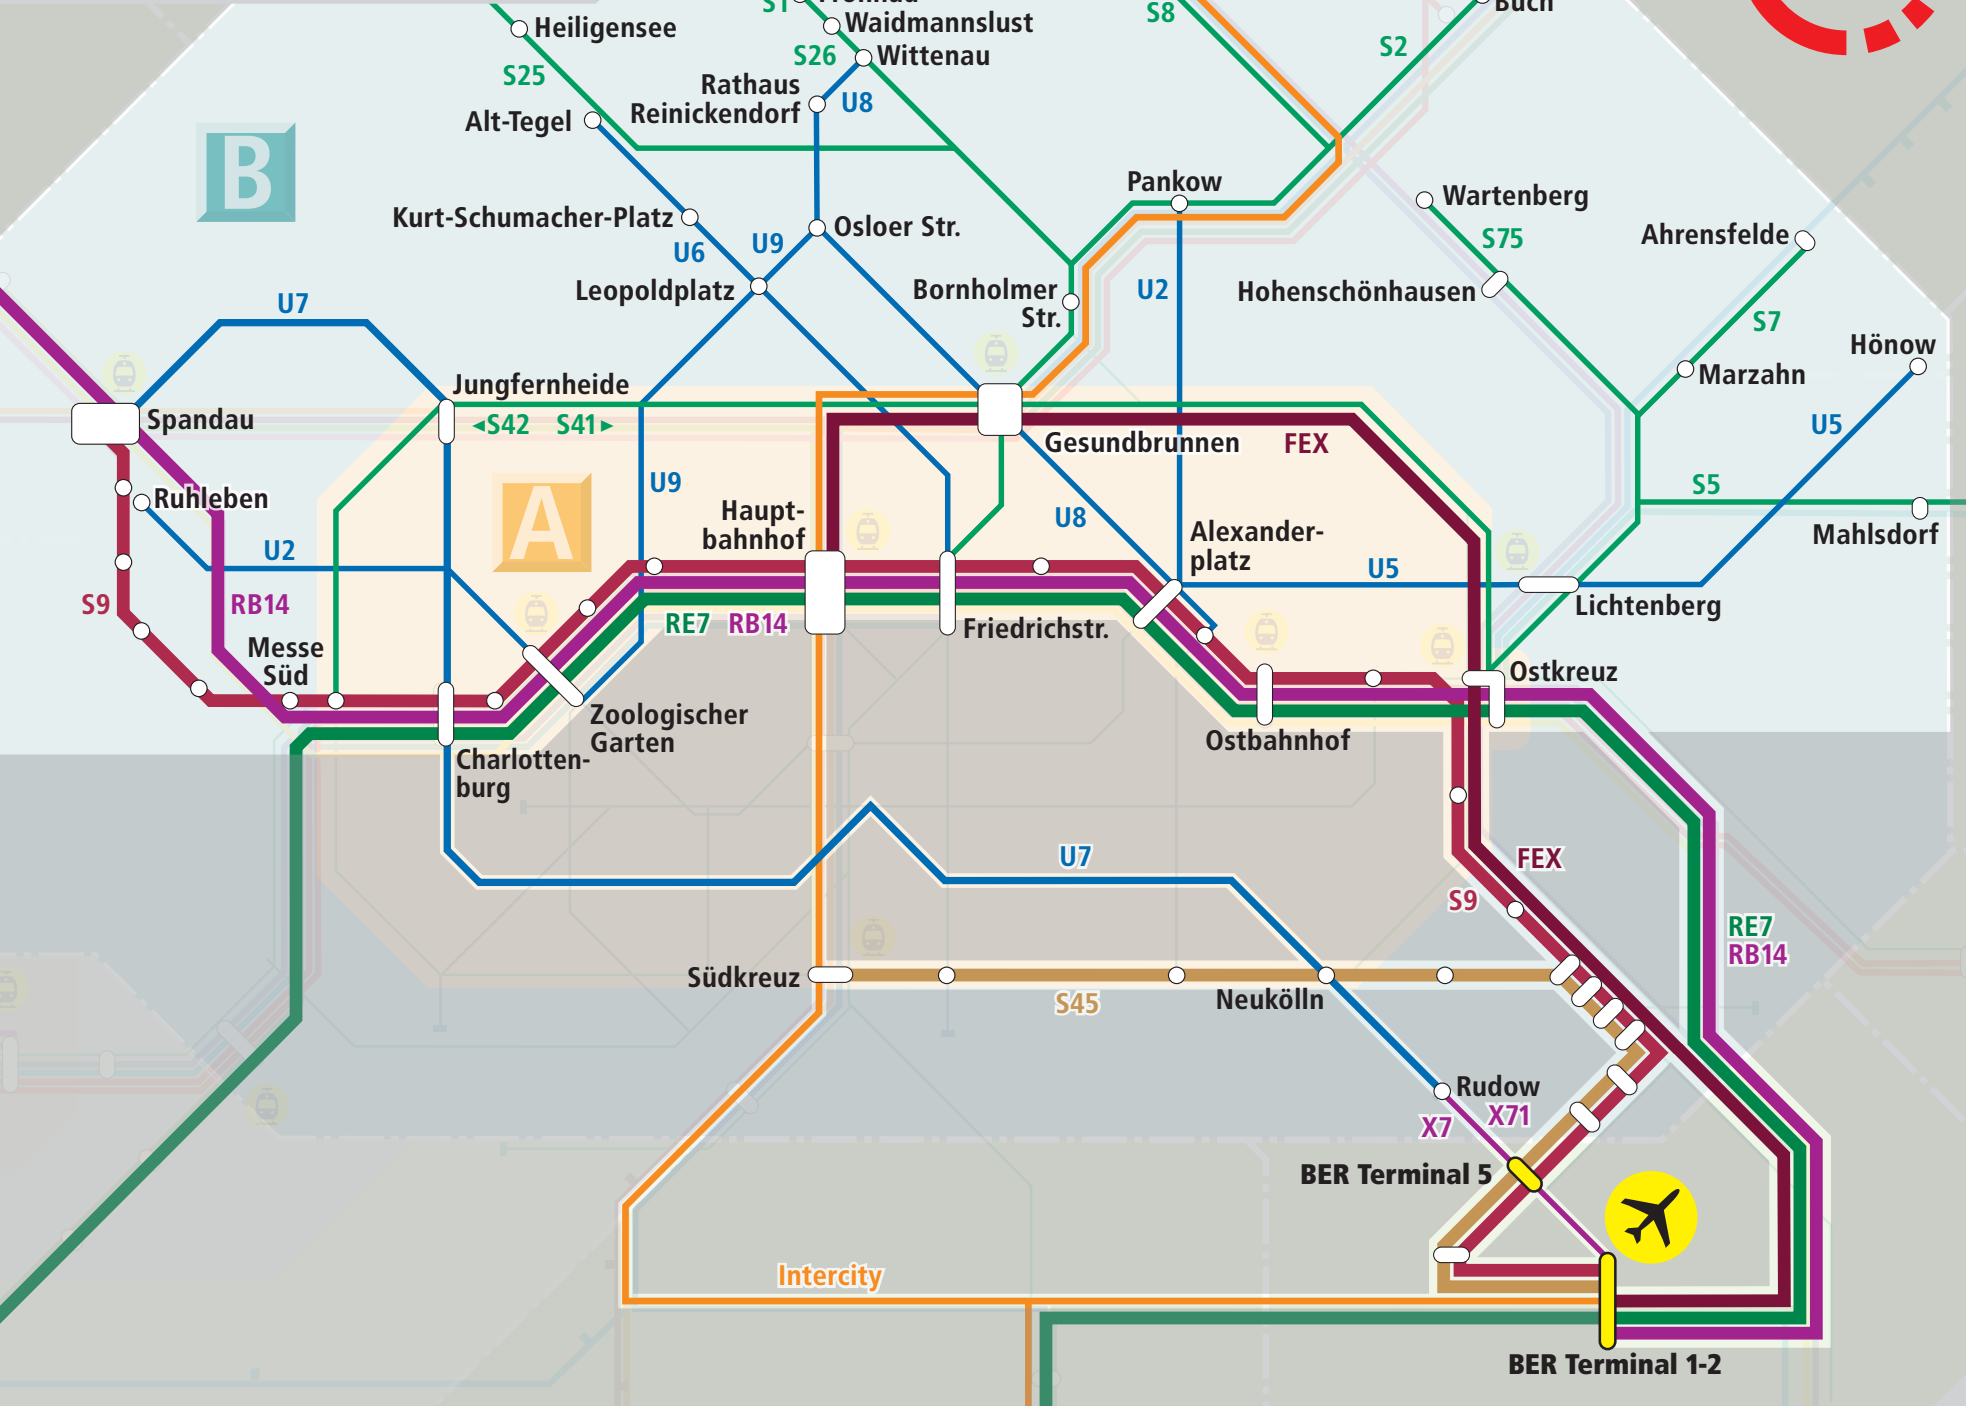 S1
Waidmannslust
S8
Buch
Heiligensee
S26
Wittenau
S2
S25
Rathaus
Reinickendorf
U8
Alt-Tegel
B
Pankow
Wartenberg
Kurt-Schumacher-Platz
U6
U9
Osloer Str.
S75
Ahrensfelde
Leopoldplatz
Bornholmer
Str.
U2
Hohenschönhausen
U7
S7
Hönow
Jungfernheide
Marzahn
Spandau
◄S42
S41►
Gesundbrunnen
FEX
U5
U9
Ruhleben
A
Haupt-
bahnhof
U8
S5
Alexander-
platz
Mahlsdorf
U2
U5
S9
RB14
RE7
RB14
Friedrichstr.
Lichtenberg
Messe
Süd
Ostkreuz
Zoologischer
Garten
Ostbahnhof
Charlotten-
burg
U7
FEX
S9
RE7
RB14
Südkreuz
S45
Neukölln
Rudow
X7
X71
BER Terminal 5
Intercity
BER Terminal 1-2